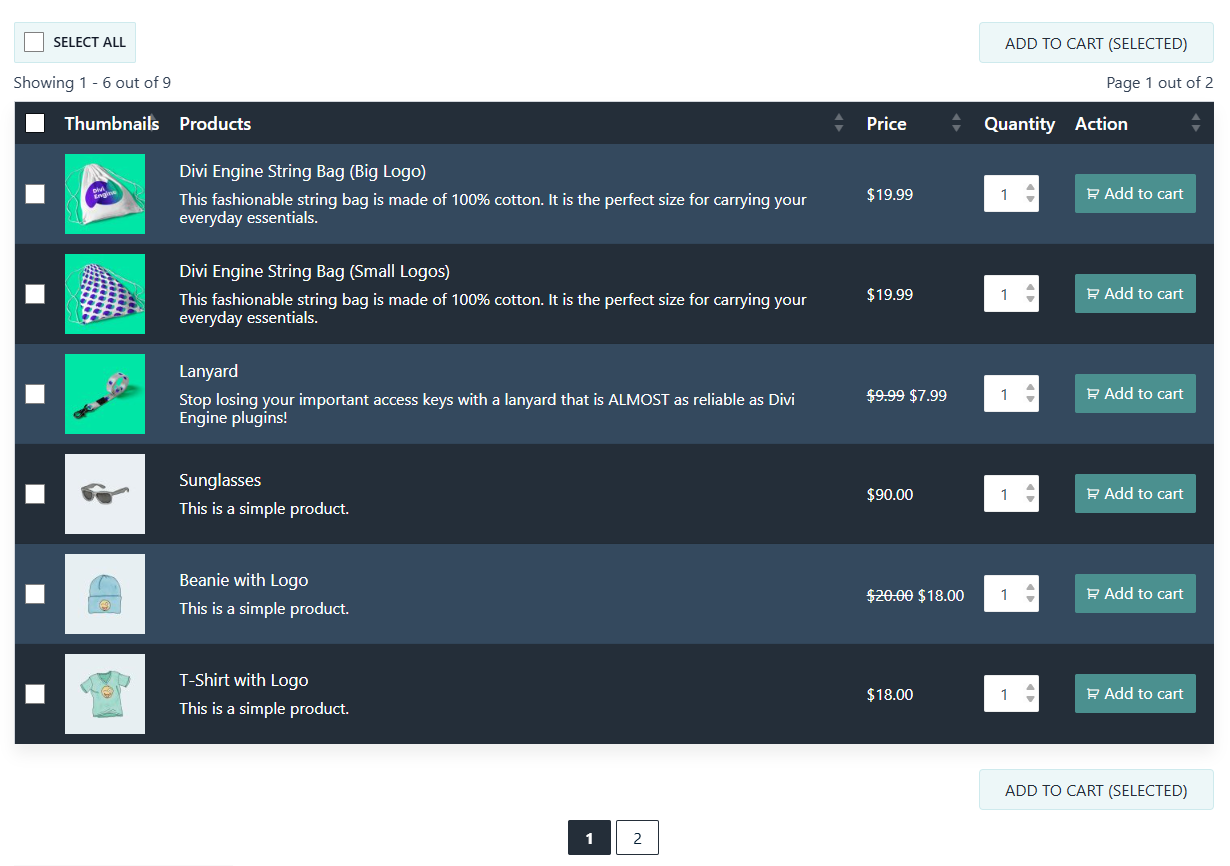 SELECT ALL
ADD TO CART (SELECTED)
Showing 1 - 6 out of 9
Page 1 out of 2
Thumbnails Products Price Quantity Action
Divi Engine
Divi Engine String Bag (Big Logo)
This fashionable string bag is made of 100% cotton. It is the perfect size for carrying your
everyday essentials.
$19.99
1
Add to cart
Divi Engine String Bag (Small Logos)
This fashionable string bag is made of 100% cotton. It is the perfect size for carrying your
everyday essentials.
$19.99
1
Add to cart
Lanyard
Stop losing your important access keys with a lanyard that is ALMOST as reliable as Divi
Engine plugins!
$9.99 $7.99
1
Add to cart
Sunglasses
This is a simple product.
$90.00
1
Add to cart
Beanie with Logo
This is a simple product.
$20.00 $18.00
1
Add to cart
T-Shirt with Logo
This is a simple product.
$18.00
1
Add to cart
ADD TO CART (SELECTED)
1 2